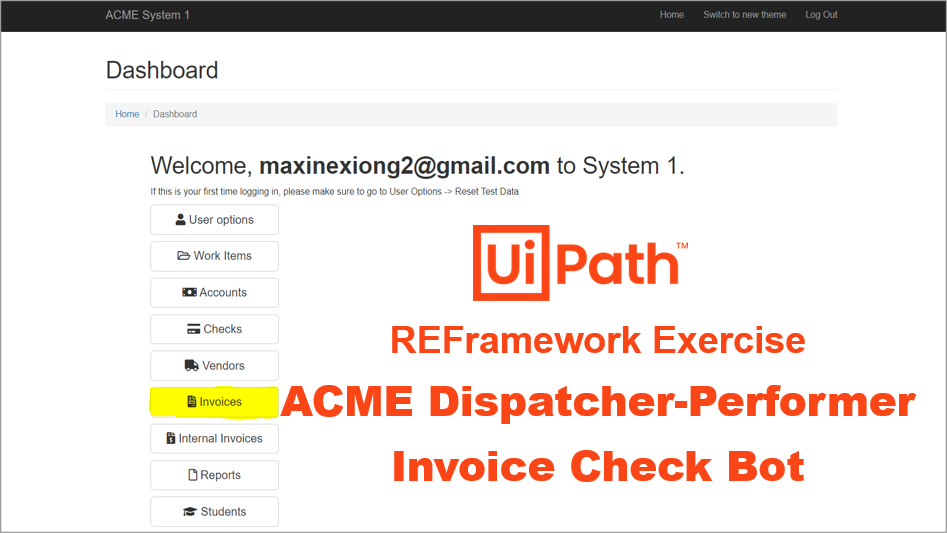 ACME System 1
Home Switch to new theme Log Out
Dashboard
Home / Dashboard
Welcome, maxinexiong2@gmail.com to System 1.
If this is your first time logging in, please make sure to go to User Options -> Reset Test Data
User options
Work Items
Accounts
Checks
Vendors
Invoices
Internal Invoices
Reports
Students
UiPath™
REFramework Exercise
ACME Dispatcher-Performer
Invoice Check Bot